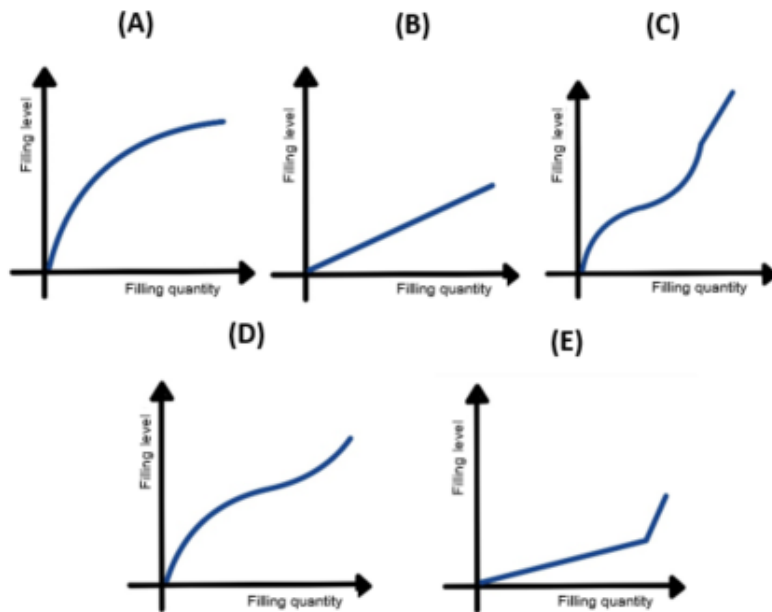 (A)
Filling level
Filling quantity
(B)
Filling level
Filling quantity
(C)
Filling level
Filling quantity
(D)
Filling level
Filling quantity
(E)
Filling level
Filling quantity